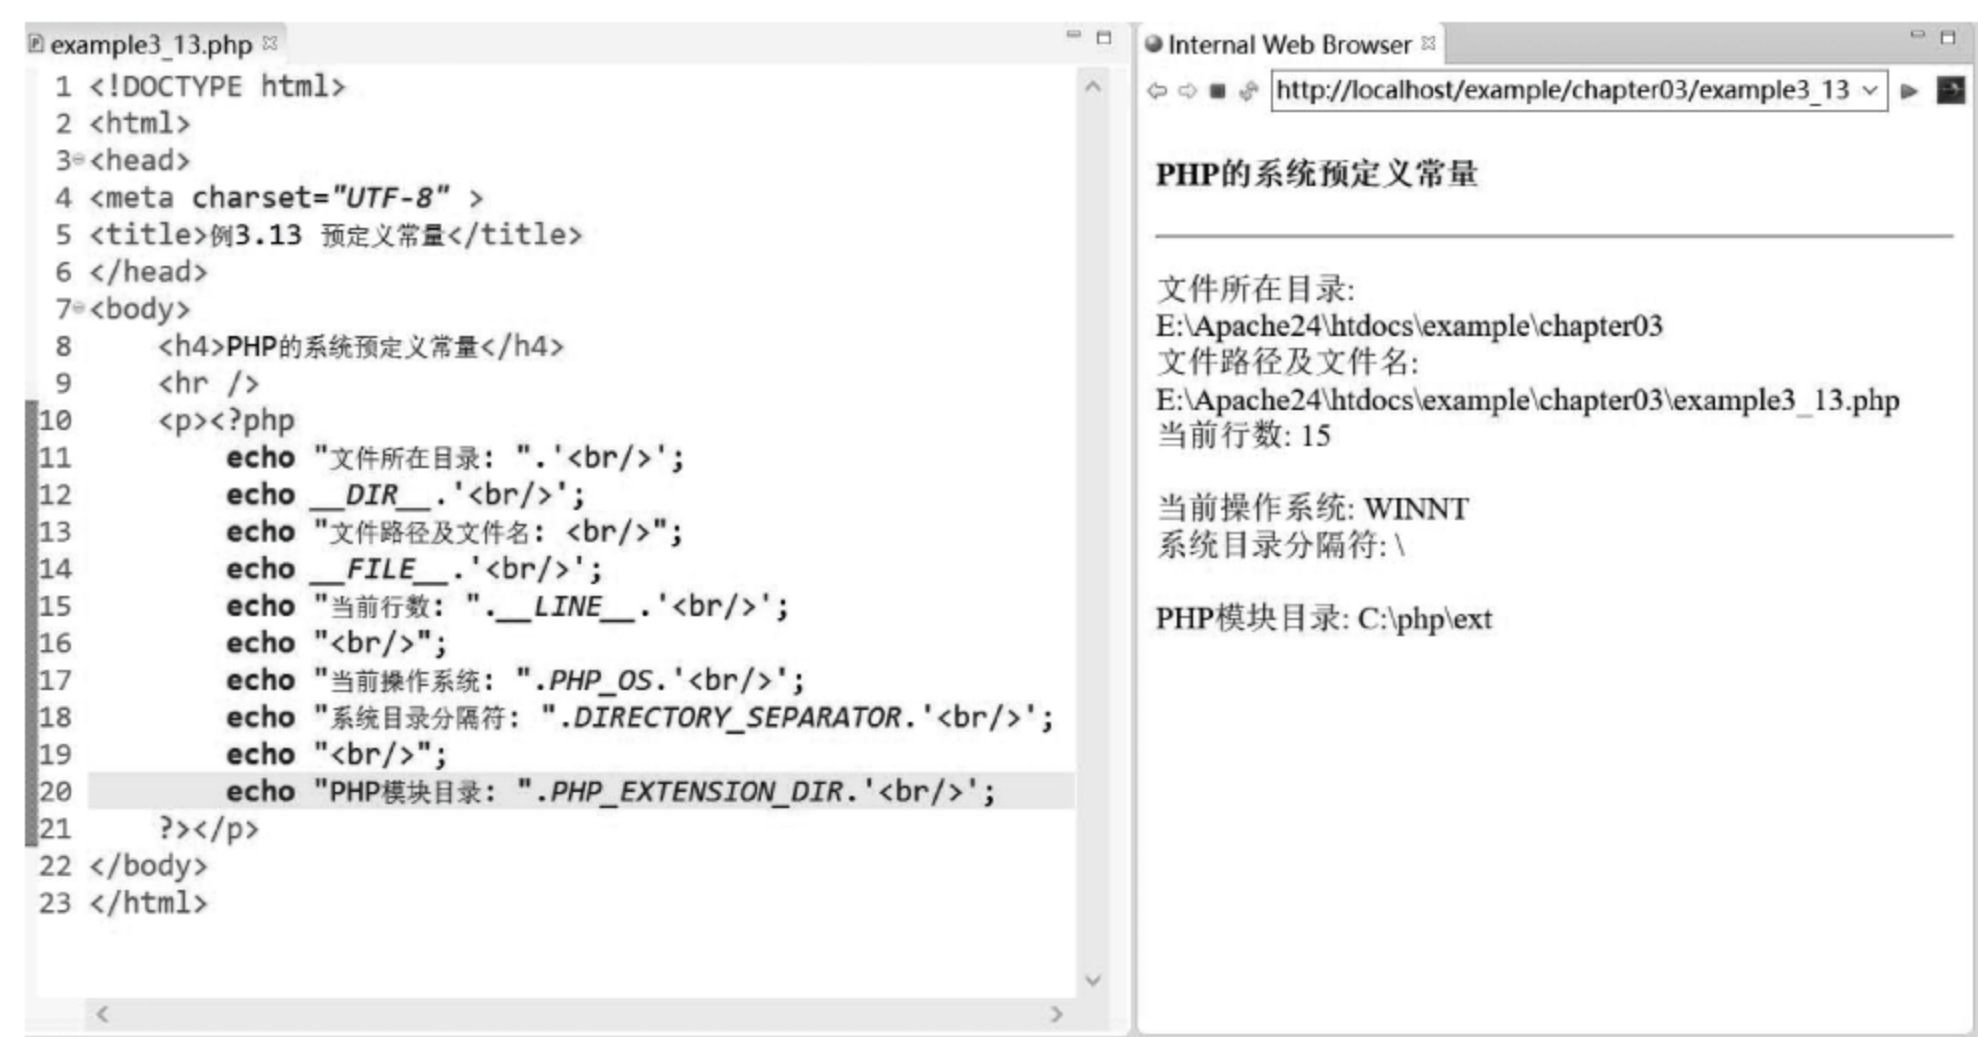 example3_13.php
1 <!DOCTYPE html>
2 <html>
3 <head>
4 <meta charset="UTF-8" >
5 <title>例3.13 预定义常量</title>
6 </head>
7 <body>
8 <h4>PHP的系统预定义常量</h4>
9 <hr />
10 <p><?php
11 echo "文件所在目录: ".'<br/>';
12 echo __DIR__.'<br/>';
13 echo "文件路径及文件名: <br/>";
14 echo __FILE__.'<br/>';
15 echo "当前行数: ".__LINE__.'<br/>';
16 echo "<br/>";
17 echo "当前操作系统: ".PHP_OS.'<br/>';
18 echo "系统目录分隔符: ".DIRECTORY_SEPARATOR.'<br/>';
19 echo "<br/>";
20 echo "PHP模块目录: ".PHP_EXTENSION_DIR.'<br/>';
21 ?></p>
22 </body>
23 </html>
Internal Web Browser
http://localhost/example/chapter03/example3_13
PHP的系统预定义常量
文件所在目录:
E:\Apache24\htdocs\example\chapter03
文件路径及文件名:
E:\Apache24\htdocs\example\chapter03\example3_13.php
当前行数: 15
当前操作系统: WINNT
系统目录分隔符: \
PHP模块目录: C:\php\ext